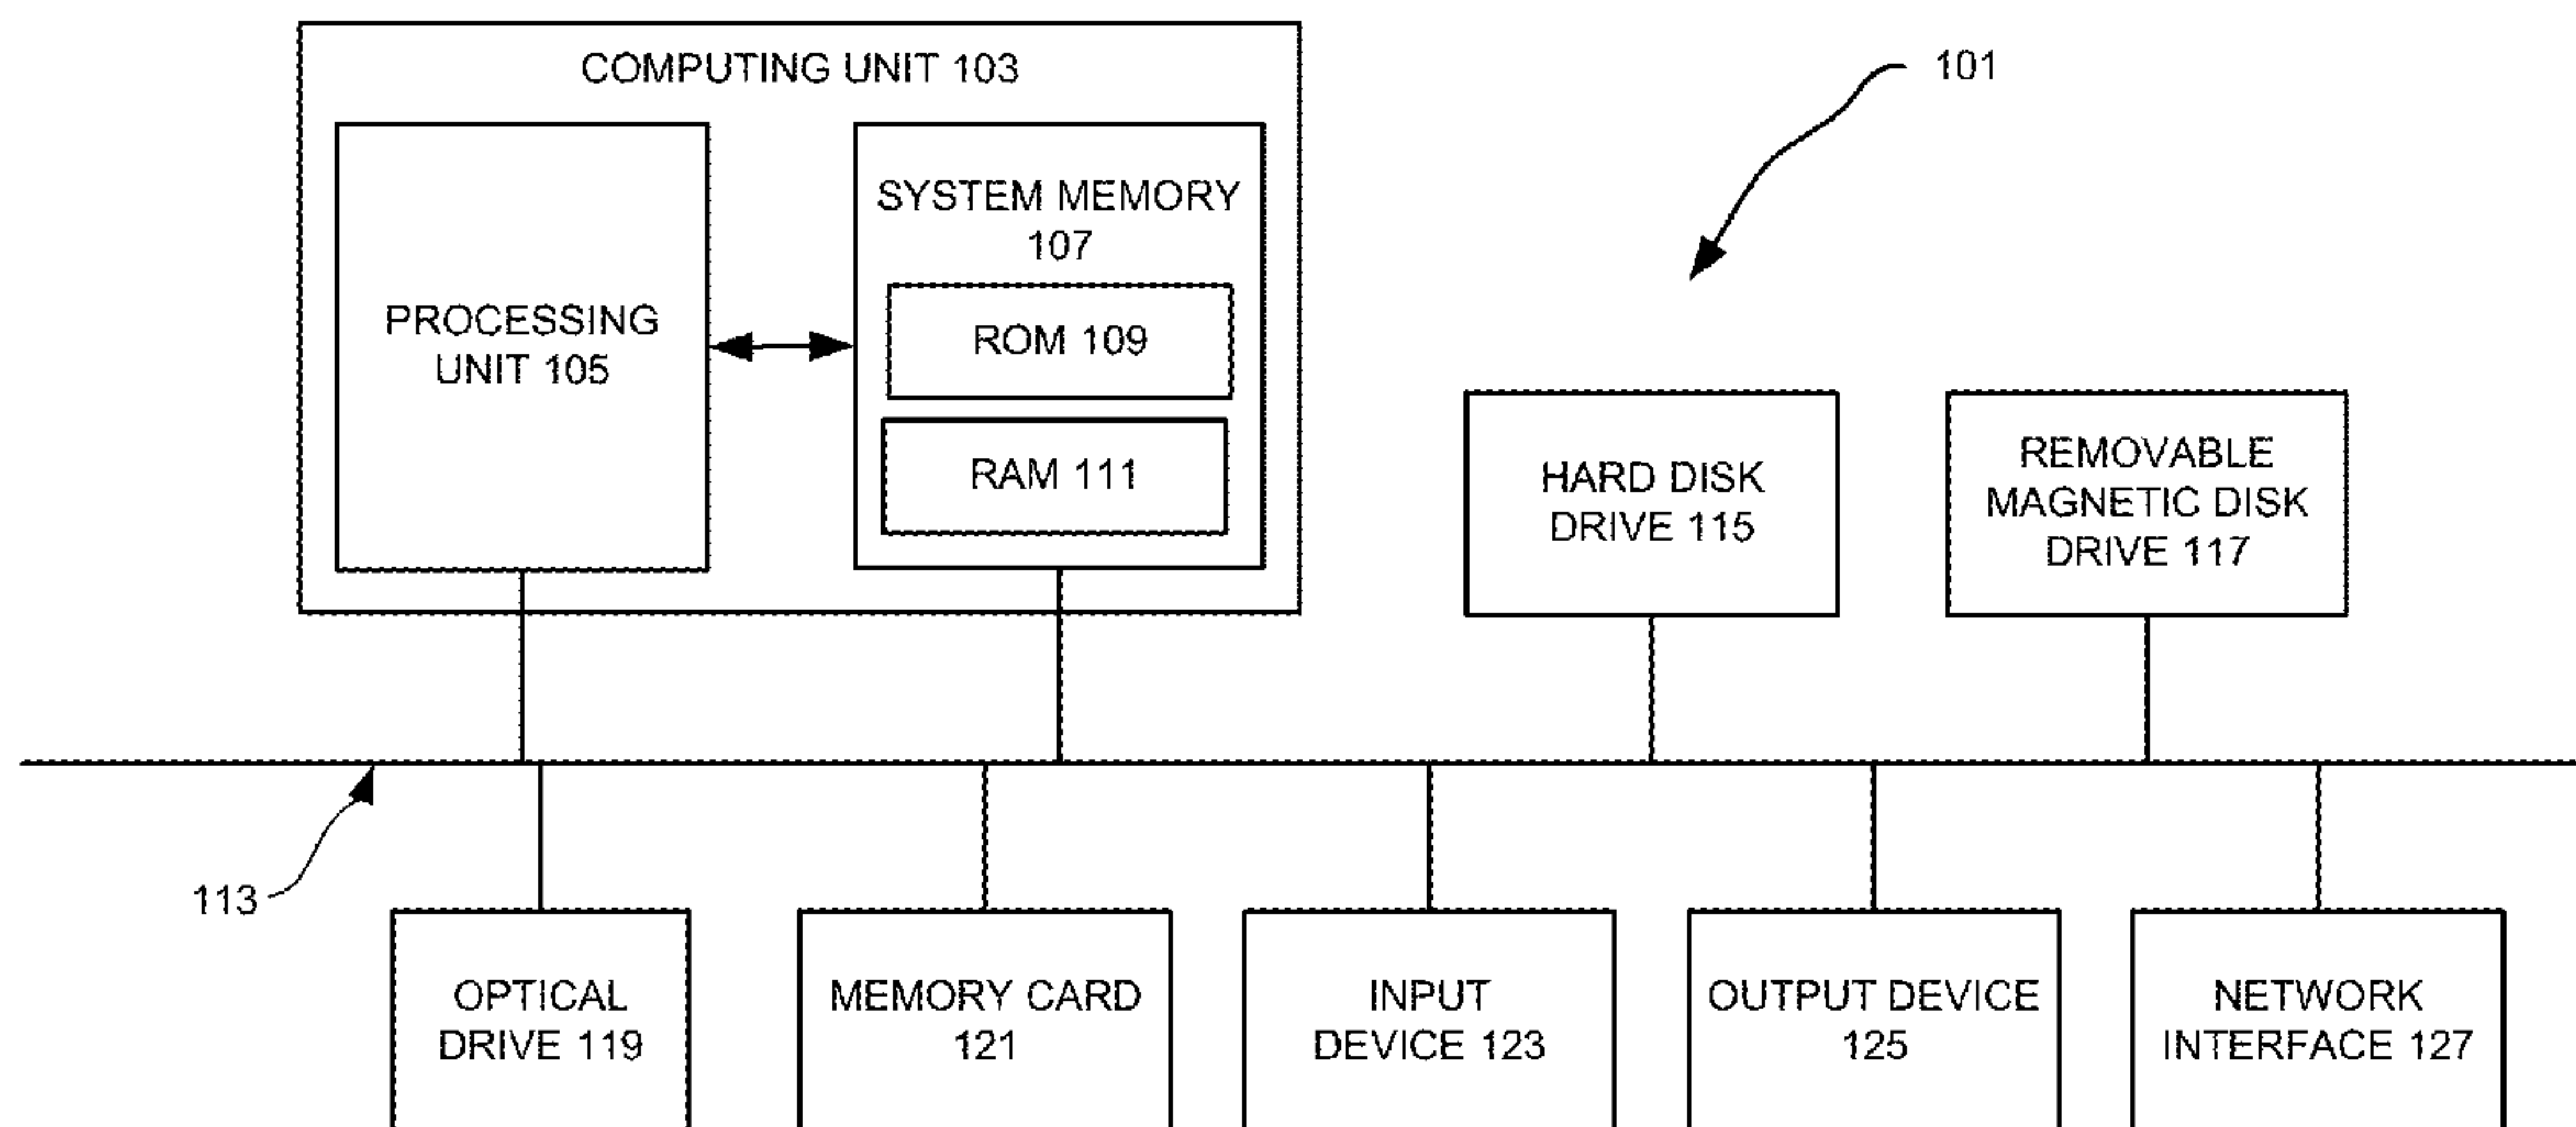 COMPUTING UNIT 103
101
PROCESSING
UNIT 105
SYSTEM MEMORY
107
ROM 109
RAM 111
HARD DISK
DRIVE 115
REMOVABLE
MAGNETIC DISK
DRIVE 117
113
OPTICAL
DRIVE 119
MEMORY CARD
121
INPUT
DEVICE 123
OUTPUT DEVICE
125
NETWORK
INTERFACE 127